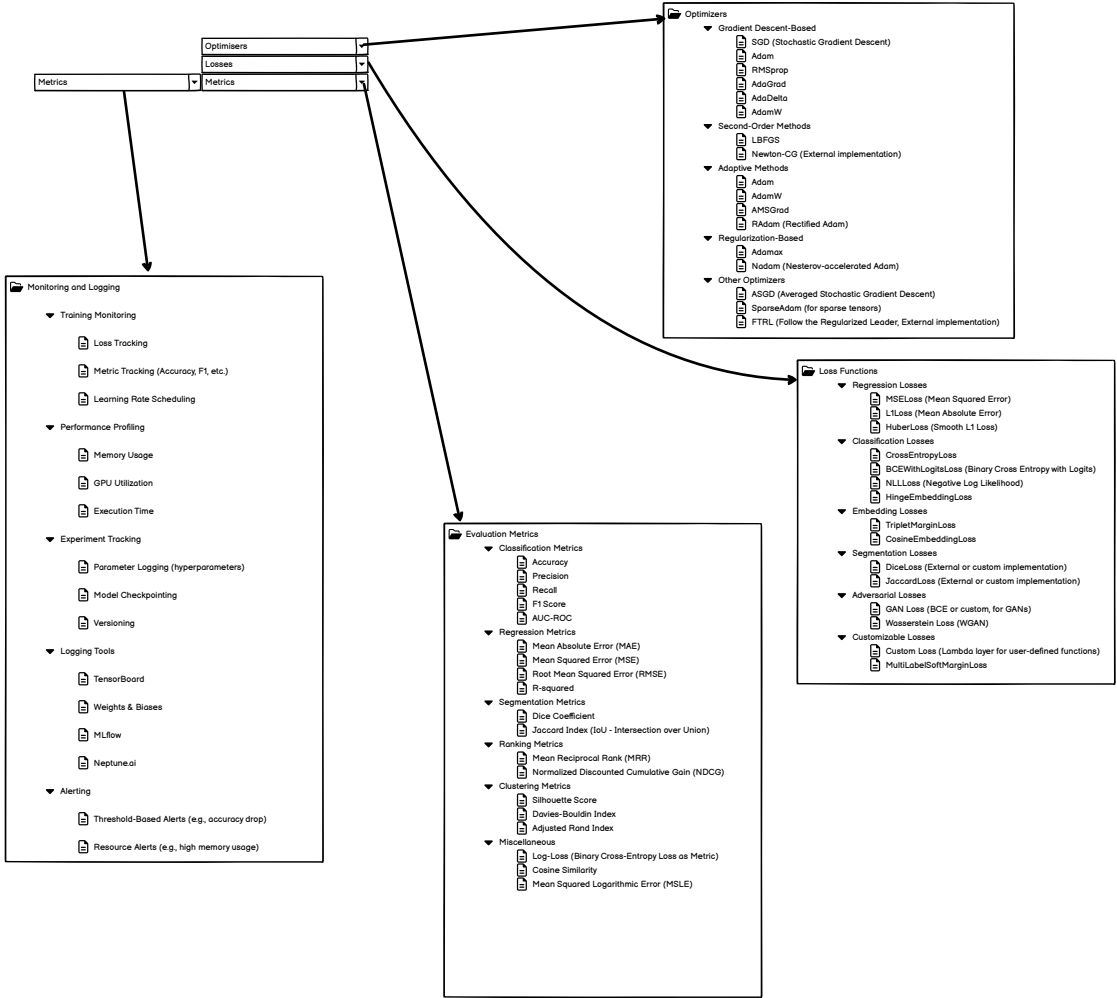 Optimisers
Losses
Metrics
Metrics
Optimizers
Gradient Descent-Based
SGD (Stochastic Gradient Descent)
Adam
RMSprop
AdaGrad
AdaDelta
AdamW
Second-Order Methods
LBFGS
Newton-CG (External implementation)
Adaptive Methods
Adam
AdamW
AMSGrad
RAdam (Rectified Adam)
Regularization-Based
Adamax
Nadam (Nesterov-accelerated Adam)
Other Optimizers
ASGD (Averaged Stochastic Gradient Descent)
SparseAdam (for sparse tensors)
FTRL (Follow the Regularized Leader, External implementation)
Monitoring and Logging
Training Monitoring
Loss Tracking
Metric Tracking (Accuracy, F1, etc.)
Learning Rate Scheduling
Performance Profiling
Memory Usage
GPU Utilization
Execution Time
Experiment Tracking
Parameter Logging (hyperparameters)
Model Checkpointing
Versioning
Logging Tools
TensorBoard
Weights & Biases
MLflow
Neptune.ai
Alerting
Threshold-Based Alerts (e.g., accuracy drop)
Resource Alerts (e.g., high memory usage)
Loss Functions
Regression Losses
MSELoss (Mean Squared Error)
L1Loss (Mean Absolute Error)
HuberLoss (Smooth L1 Loss)
Classification Losses
CrossEntropyLoss
BCEWithLogitsLoss (Binary Cross Entropy with Logits)
NLLLoss (Negative Log Likelihood)
HingeEmbeddingLoss
Embedding Losses
TripletMarginLoss
CosineEmbeddingLoss
Segmentation Losses
DiceLoss (External or custom implementation)
JaccardLoss (External or custom implementation)
Adversarial Losses
GAN Loss (BCE or custom, for GANs)
Wasserstein Loss (WGAN)
Customizable Losses
Custom Loss (Lambda layer for user-defined functions)
MultiLabelSoftMarginLoss
Evaluation Metrics
Classification Metrics
Accuracy
Precision
Recall
F1 Score
AUC-ROC
Regression Metrics
Mean Absolute Error (MAE)
Mean Squared Error (MSE)
Root Mean Squared Error (RMSE)
R-squared
Segmentation Metrics
Dice Coefficient
Jaccard Index (IoU - Intersection over Union)
Ranking Metrics
Mean Reciprocal Rank (MRR)
Normalized Discounted Cumulative Gain (NDCG)
Clustering Metrics
Silhouette Score
Davies-Bouldin Index
Adjusted Rand Index
Miscellaneous
Log-Loss (Binary Cross-Entropy Loss as Metric)
Cosine Similarity
Mean Squared Logarithmic Error (MSLE)